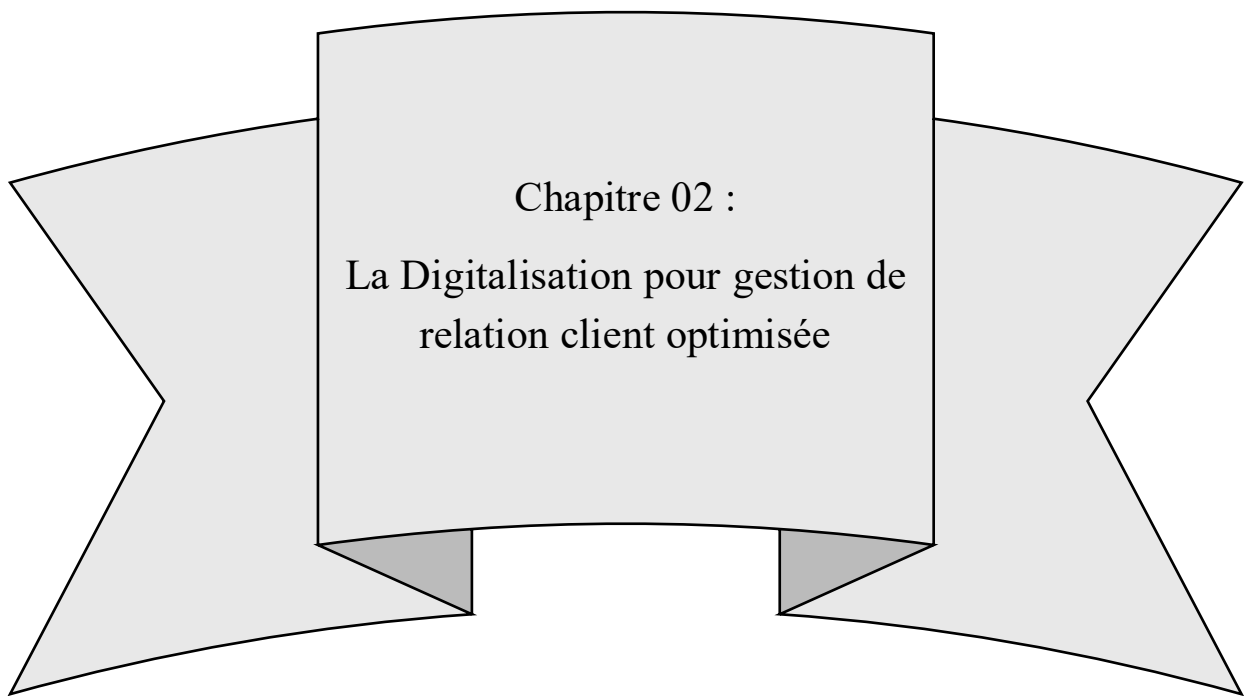 Chapitre 02 :
La Digitalisation pour gestion de
relation client optimisée